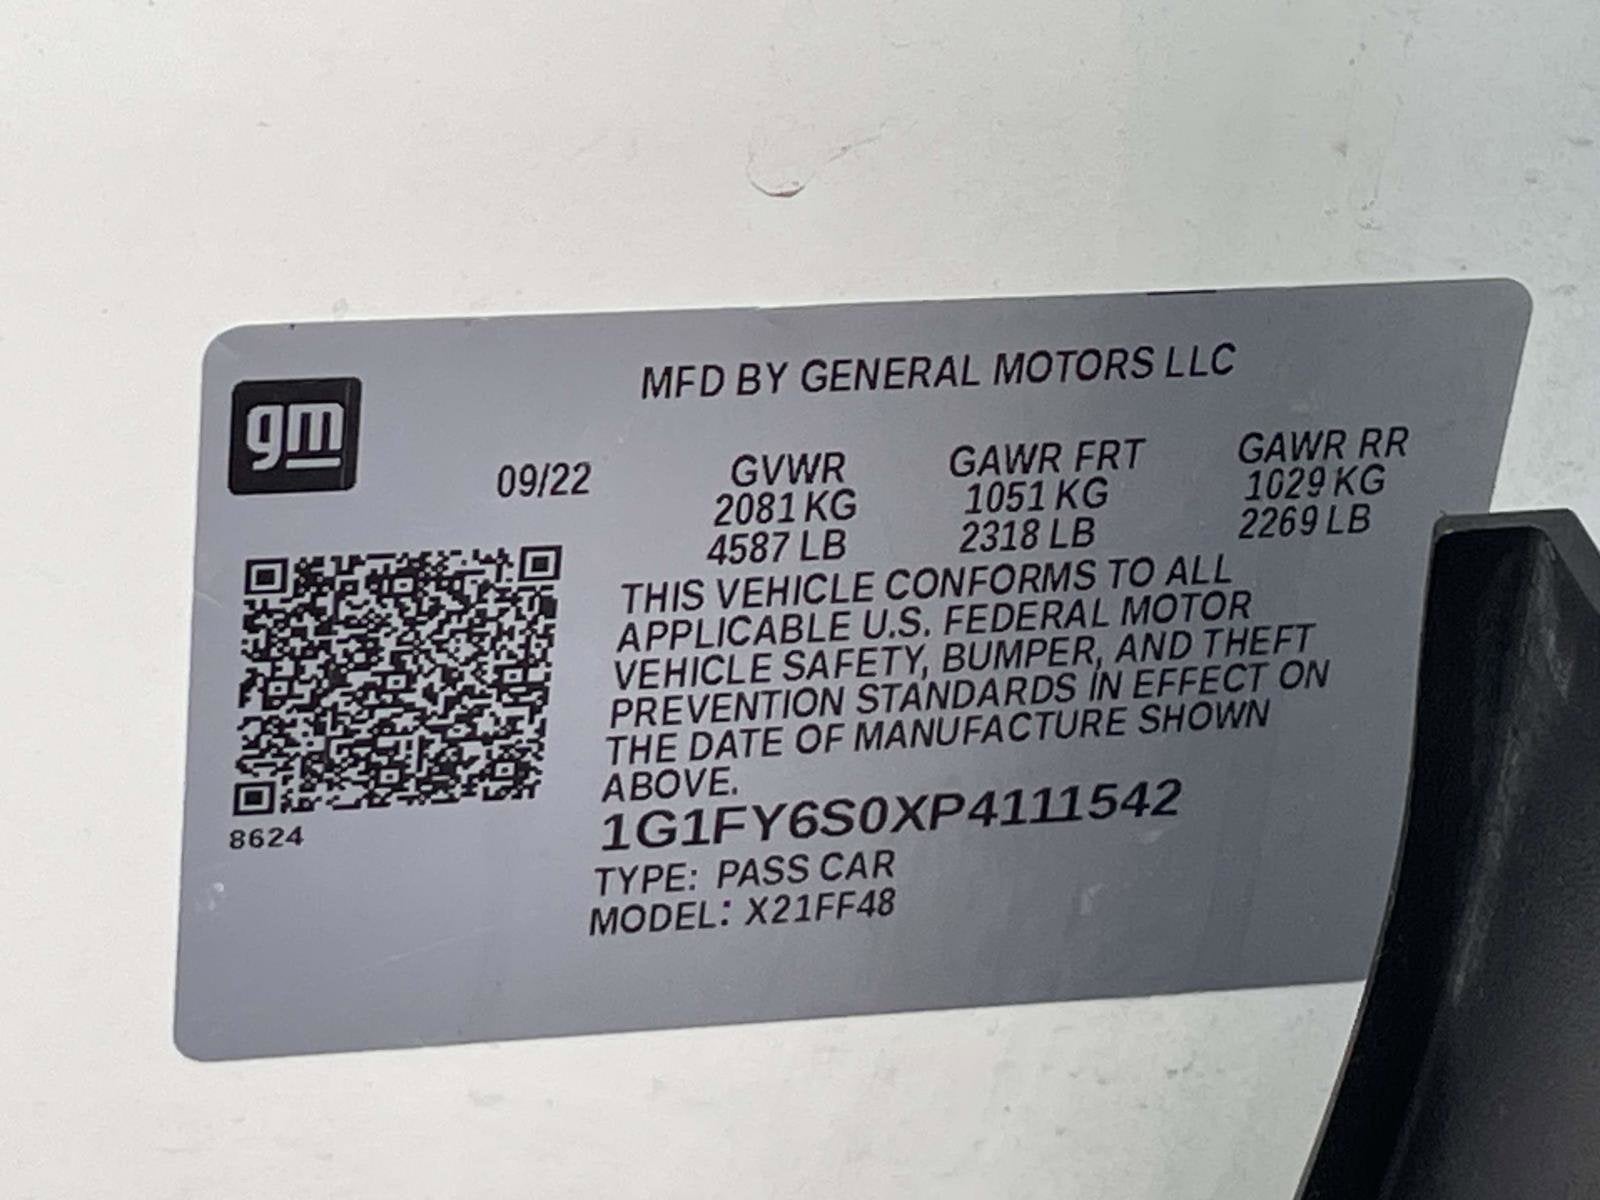 MFD BY GENERAL MOTORS LLC
gm
09/22
GVWR GAWR FRT GAWR RR
2081 KG 1051 KG 1029 KG
4587 LB 2318 LB 2269 LB
THIS VEHICLE CONFORMS TO ALL
APPLICABLE U.S. FEDERAL MOTOR
VEHICLE SAFETY, BUMPER, AND THEFT
PREVENTION STANDARDS IN EFFECT ON
THE DATE OF MANUFACTURE SHOWN
ABOVE.
8624
1G1FY6S0XP4111542
TYPE: PASS CAR
MODEL: X21FF48